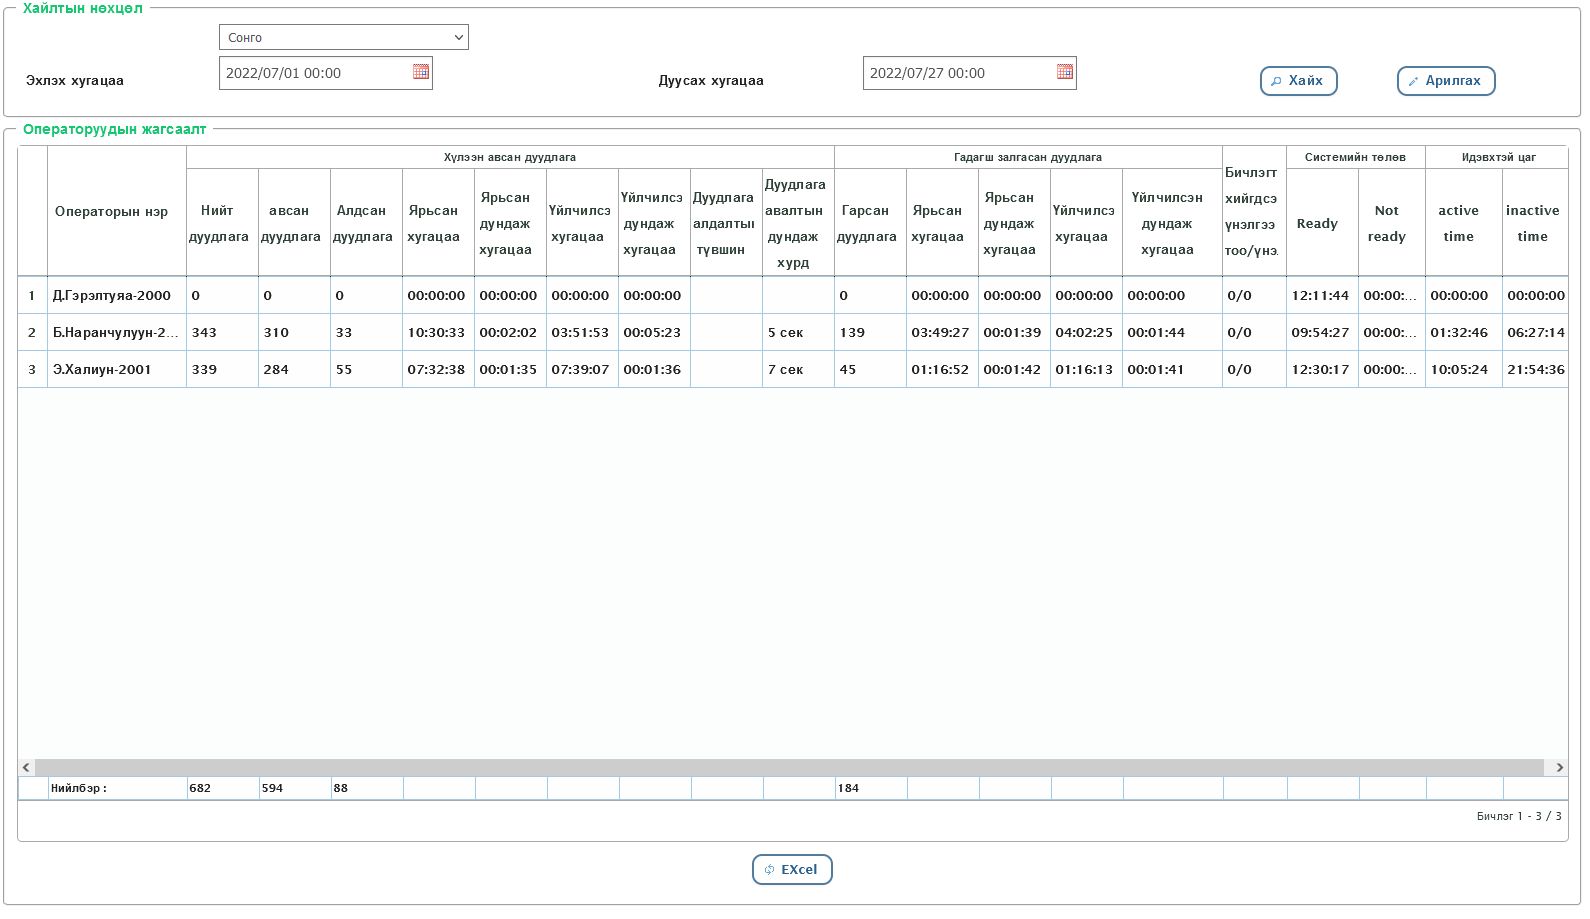 Хайлтын нөхцөл
Сонго
Эхлэх хугацаа 2022/07/01 00:00 Дуусах хугацаа 2022/07/27 00:00 Хайх Арилгах
Операторуудын жагсаалт
Хүлээн авсан дуудлага Гадагш залгасан дуудлага Системийн төлөв Идэвхтэй цаг
Операторын нэр
Нийт дуудлага
авсан дуудлага
Алдсан дуудлага
Ярьсан хугацаа
Ярьсан дундаж хугацаа
Үйлчилсэ хугацаа
Үйлчилсэ дундаж хугацаа
Дуудлага алдалтын түвшин
Дуудлага авалтын дундаж хурд
Гарсан дуудлага
Ярьсан хугацаа
Ярьсан дундаж хугацаа
Үйлчилсэ хугацаа
Үйлчилсэн дундаж хугацаа
Бичлэгт хийгдсэ үнэлгээ тоо/үнэ
Ready
Not ready
active time
inactive time
1 Д.Гэрэлтуяа-2000 0 0 0 00:00:00 00:00:00 00:00:00 00:00:00 0 00:00:00 00:00:00 00:00:00 00:00:00 0/0 12:11:44 00:00:... 00:00:00 00:00:00
2 Б.Наранчулуун-2... 343 310 33 10:30:33 00:02:02 03:51:53 00:05:23 5 сек 139 03:49:27 00:01:39 04:02:25 00:01:44 0/0 09:54:27 00:00:... 01:32:46 06:27:14
3 Э.Халиун-2001 339 284 55 07:32:38 00:01:35 07:39:07 00:01:36 7 сек 45 01:16:52 00:01:42 01:16:13 00:01:41 0/0 12:30:17 00:00:... 10:05:24 21:54:36
Нийлбэр : 682 594 88 184
Бичлэг 1 - 3 / 3
EXcel